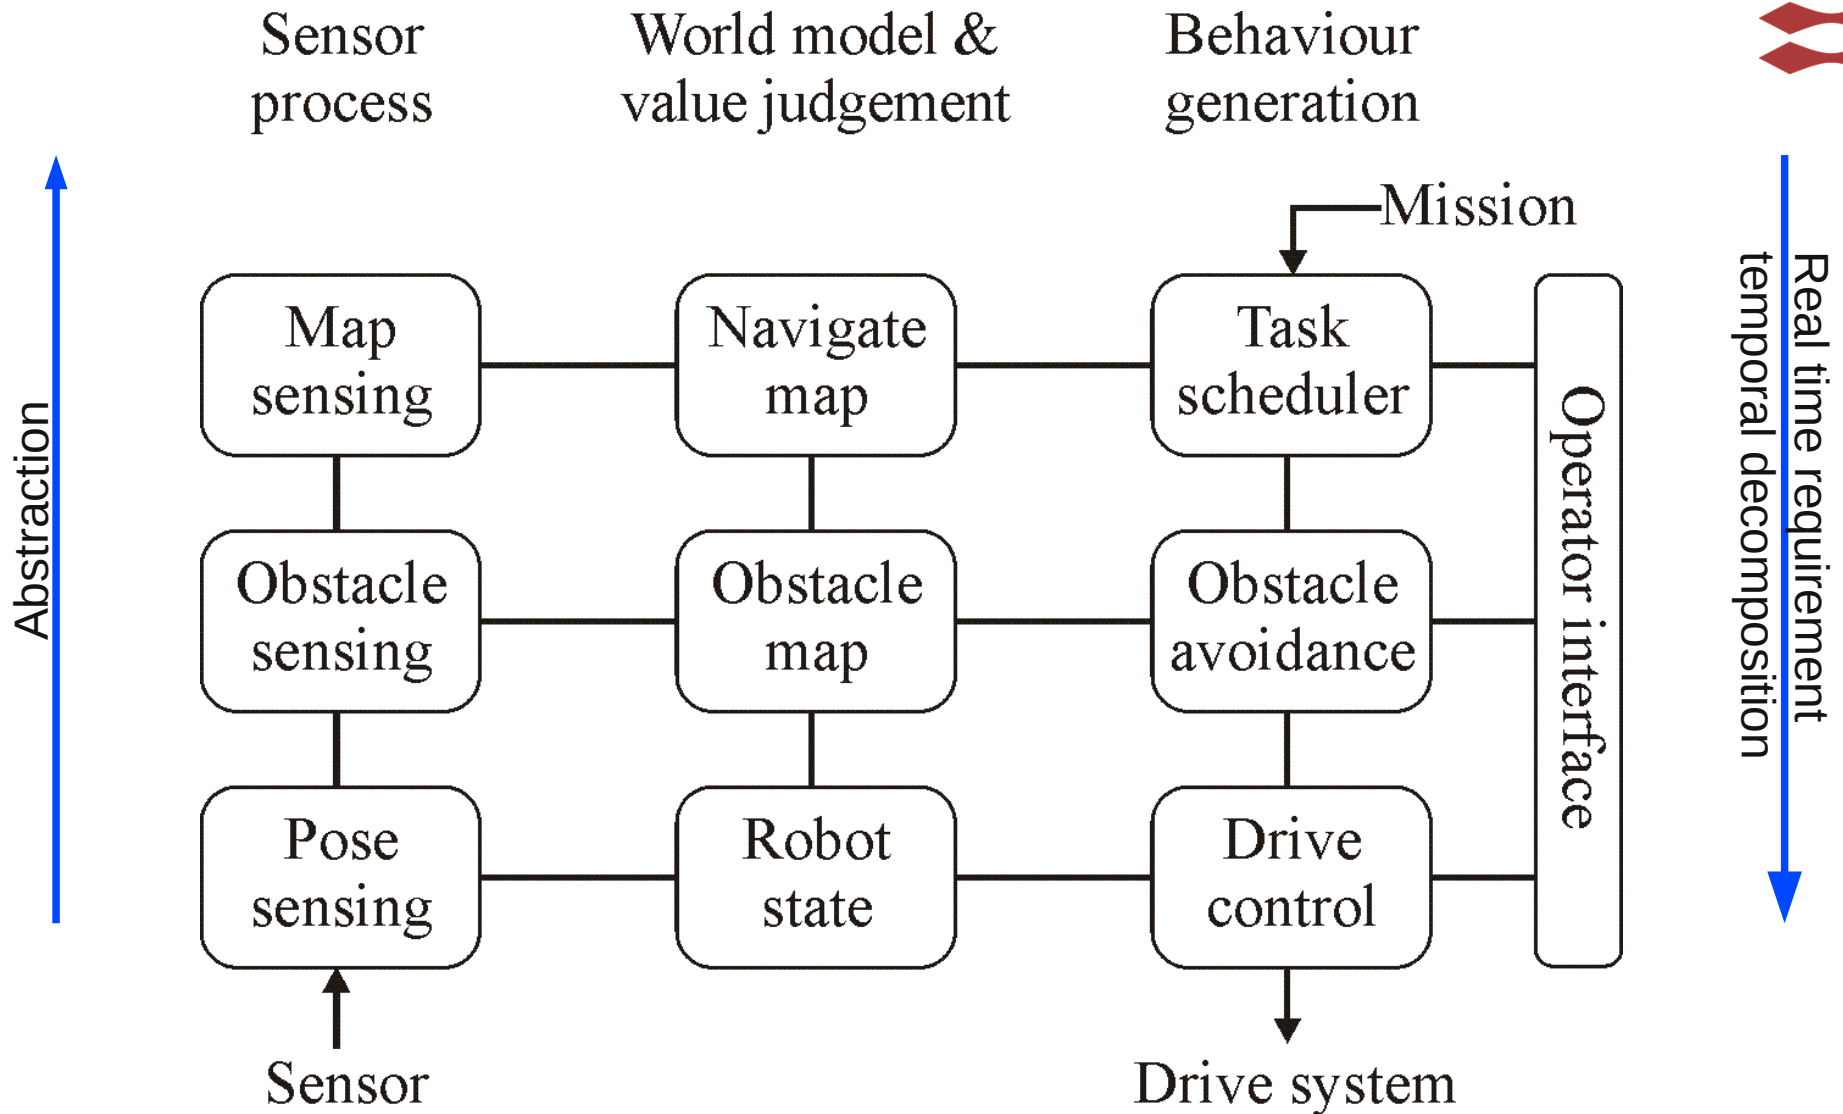 Sensor
process
World model &
value judgement
Behaviour
generation
Mission
Map
sensing
Navigate
map
Task
scheduler
Obstacle
sensing
Obstacle
map
Obstacle
avoidance
Pose
sensing
Robot
state
Drive
control
Operator interface
Sensor
Drive system
Abstraction
Real time requirement
temporal decomposition